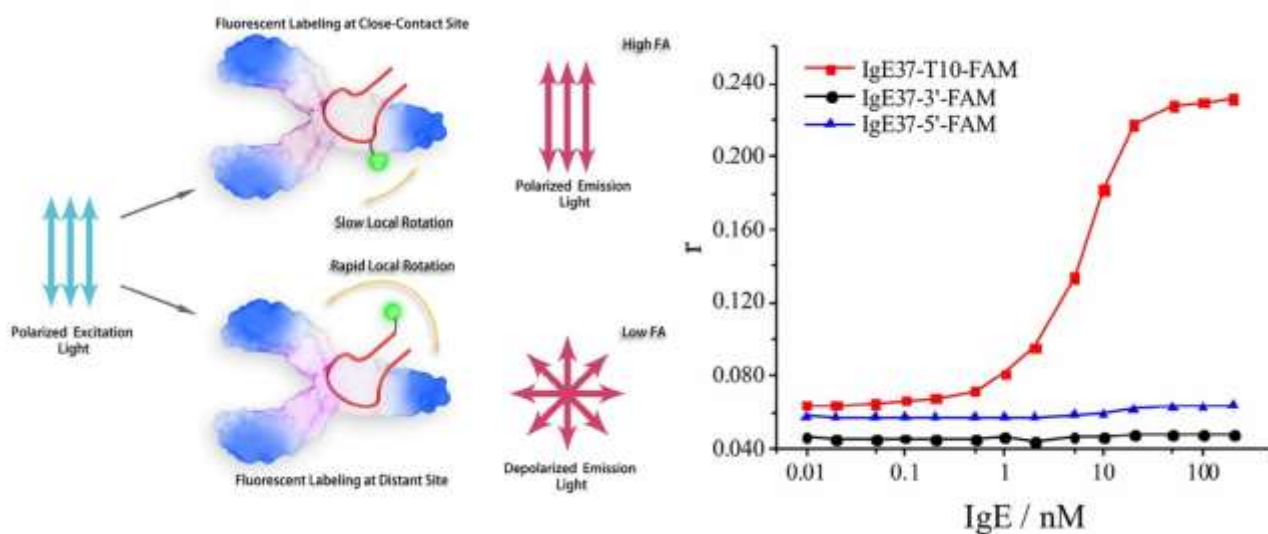 Fluorescent Labeling at Close-Contact Site
High FA
Slow Local Rotation
Polarized Emission
Light
Polarized Excitation
Light
Rapid Local Rotation
Low FA
Fluorescent Labeling at Distant Site
Depolarized Emission
Light
IgE37-T10-FAM
IgE37-3'-FAM
IgE37-5'-FAM
0.240
0.200
0.160
0.120
0.080
0.040
r
0.01
0.1
1
10
100
IgE / nM